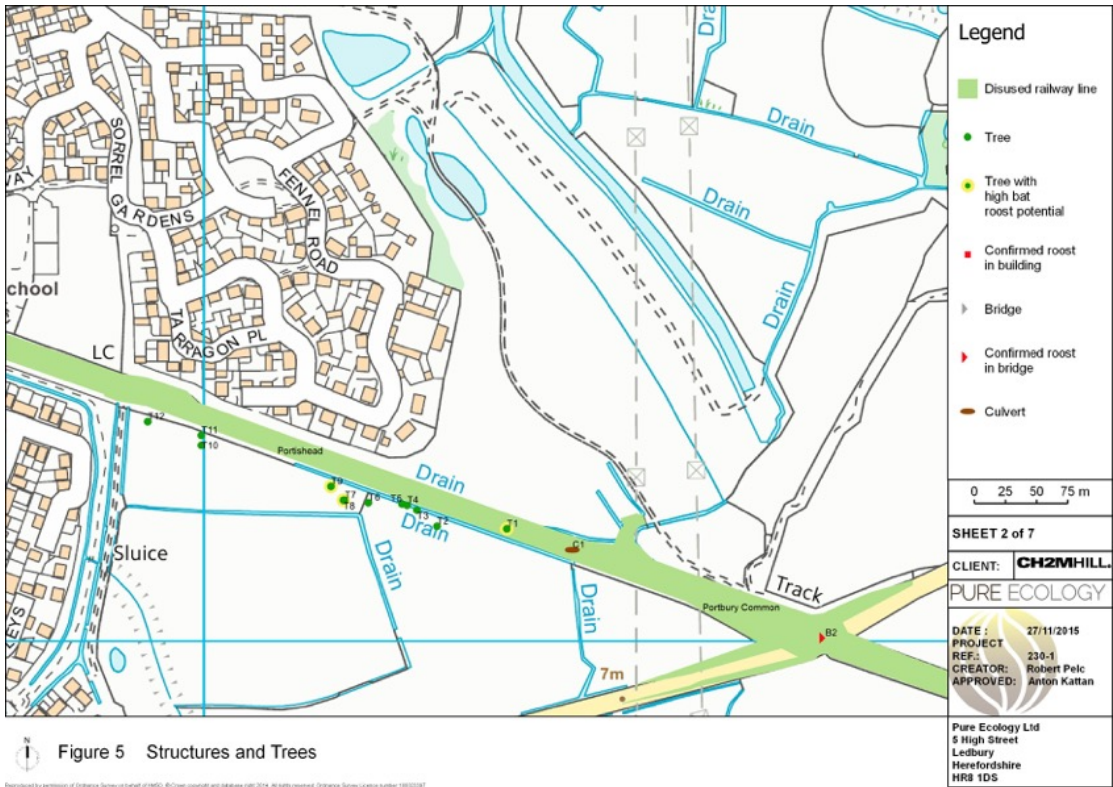 Drain
Drain
Drain
Drain
WAY
SORREL GARDENS
FENNEL ROAD
chool
TARRAGON PL
LC
T12
T11
T10
Portishead
Drain
T9
T7
T8
T6
T5
T4
T3
Drain
T2
T1
C1
Sluice
Drain
Drain
Track
Portbury Common
B2
EYS
7m
Legend
Disused railway line
Tree
Tree with
high bat
roost potential
Confirmed roost
in building
Bridge
Confirmed roost
in bridge
Culvert
0 25 50 75 m
SHEET 2 of 7
CLIENT: CH2MHILL.
PURE ECOLOGY
DATE : 27/11/2015
PROJECT
REF.: 230-1
CREATOR: Robert Pelc
APPROVED: Anton Kattan
Pure Ecology Ltd
5 High Street
Ledbury
Herefordshire
HR8 1DS
N
Figure 5 Structures and Trees